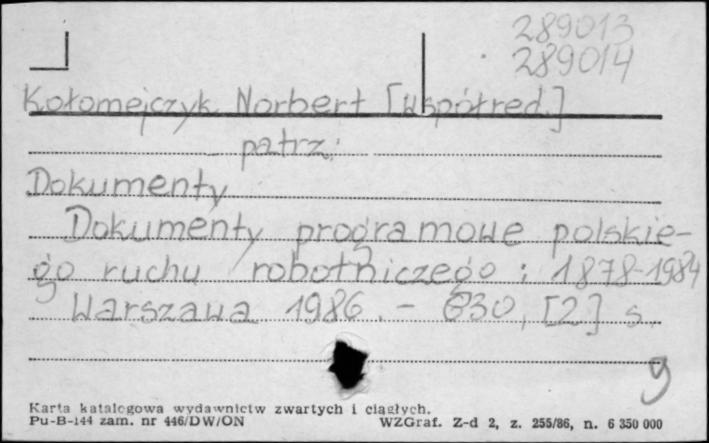 289013
289014
Kołomejczyk Norbert [Współred.]
patrz:
Dokumenty
Dokumenty programowe polskie-
go ruchu robotniczego : 1878-1984
Warszawa 1986. - 630, [2] s.
g
Karta katalogowa wydawnictw zwartych i ciągłych.
Pu-B-144 zam. nr 446/DW/ON WZGraf. Z-d 2, z. 255/86, n. 6 350 000